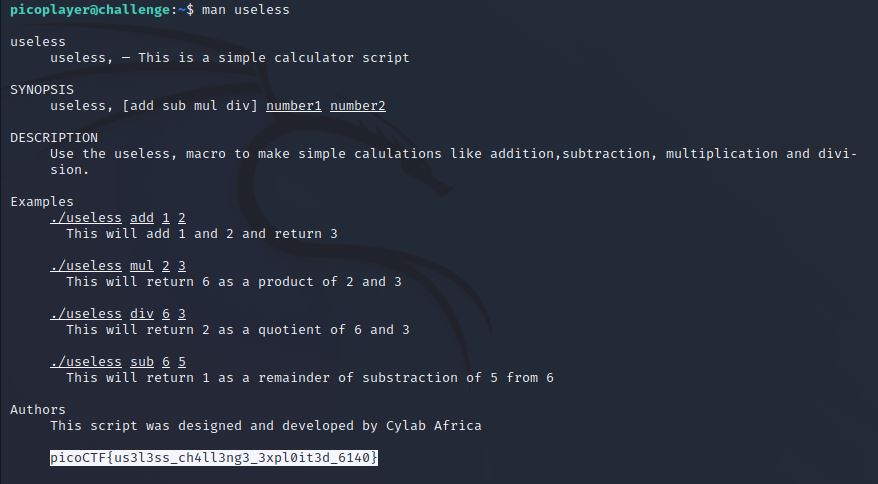 picoplayer@challenge:~$ man useless
useless
useless, — This is a simple calculator script
SYNOPSIS
useless, [add sub mul div] number1 number2
DESCRIPTION
Use the useless, macro to make simple calulations like addition,subtraction, multiplication and divi-
sion.
Examples
./useless add 1 2
This will add 1 and 2 and return 3
./useless mul 2 3
This will return 6 as a product of 2 and 3
./useless div 6 3
This will return 2 as a quotient of 6 and 3
./useless sub 6 5
This will return 1 as a remainder of substraction of 5 from 6
Authors
This script was designed and developed by Cylab Africa
picoCTF{us3l3ss_ch4ll3ng3_3xpl0it3d_6140}